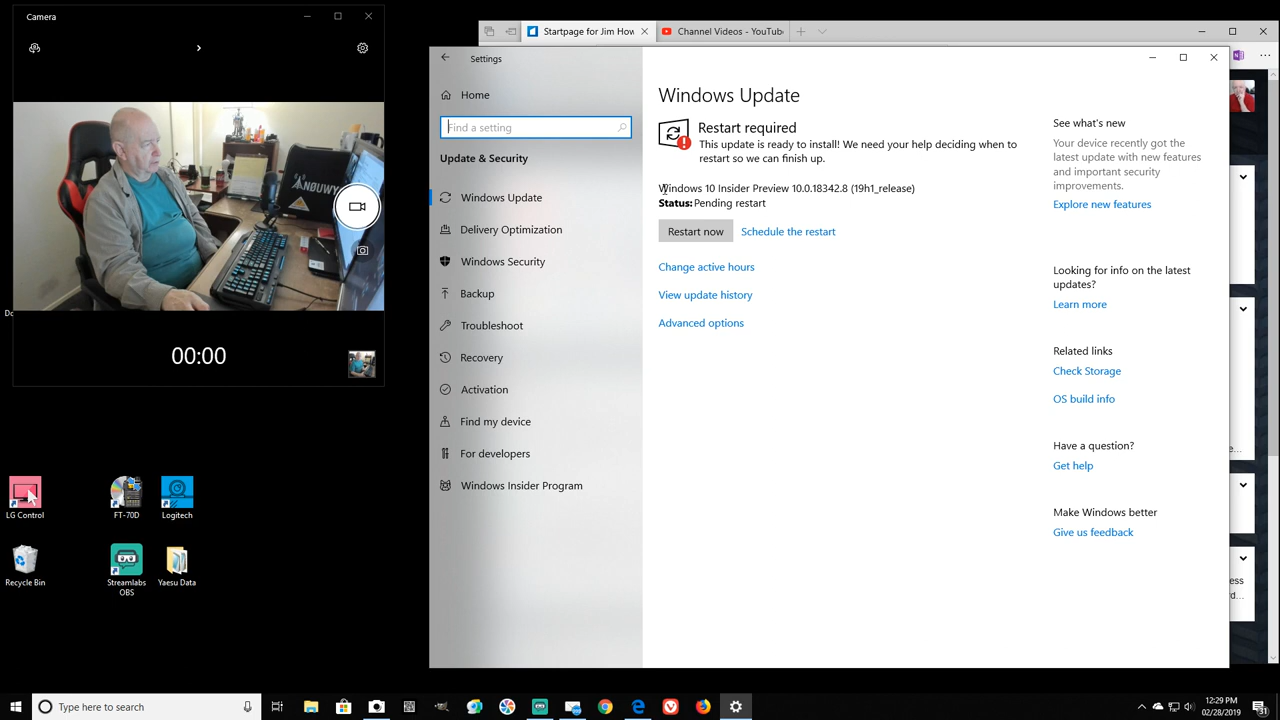 Camera
00:00
ANOUWY
Do
LG Control
FT-70D
Logitech
Recycle Bin
Streamlabs
OBS
Yaesu Data
Startpage for Jim How
Channel Videos - YouTub
Settings
Home
Find a setting
Update & Security
Windows Update
Delivery Optimization
Windows Security
Backup
Troubleshoot
Recovery
Activation
Find my device
For developers
Windows Insider Program
Windows Update
Restart required
This update is ready to install! We need your help deciding when to
restart so we can finish up.
Windows 10 Insider Preview 10.0.18342.8 (19h1_release)
Status: Pending restart
Restart now
Schedule the restart
Change active hours
View update history
Advanced options
See what's new
Your device recently got the
latest update with new features
and important security
improvements.
Explore new features
Looking for info on the latest
updates?
Learn more
Related links
Check Storage
OS build info
Have a question?
Get help
Make Windows better
Give us feedback
e...
ess
rd...
Type here to search
12:29 PM
02/28/2019
31